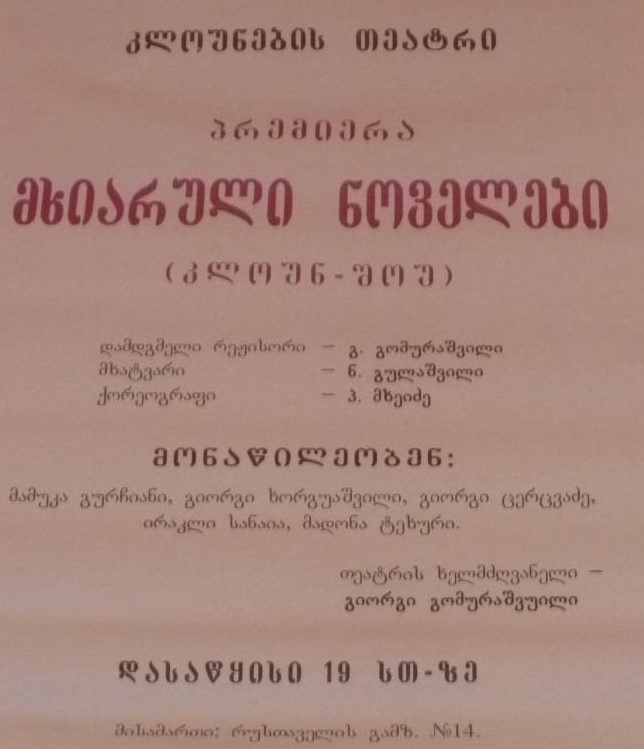 კლოუნების თეატრი
პრემიერა
მხიარული ნოველები
(კლოუნ-შოუ)
დამდგმელი რეჟისორი – გ. გომურაშვილი
მხატვარი – ნ. გულაშვილი
ქორეოგრაფი – პ. მხეიძე
მონაწილეობენ:
მამუკა გურჩიანი, გიორგი ხორგუაშვილი, გიორგი ცერცვაძე,
ირაკლი სანაია, მადონა ტეხური.
თეატრის ხელმძღვანელი –
გიორგი გომურაშვუილი
დასაწყისი 19 სთ-ზე
მისამართი: რუსთაველის გამზ. №14.